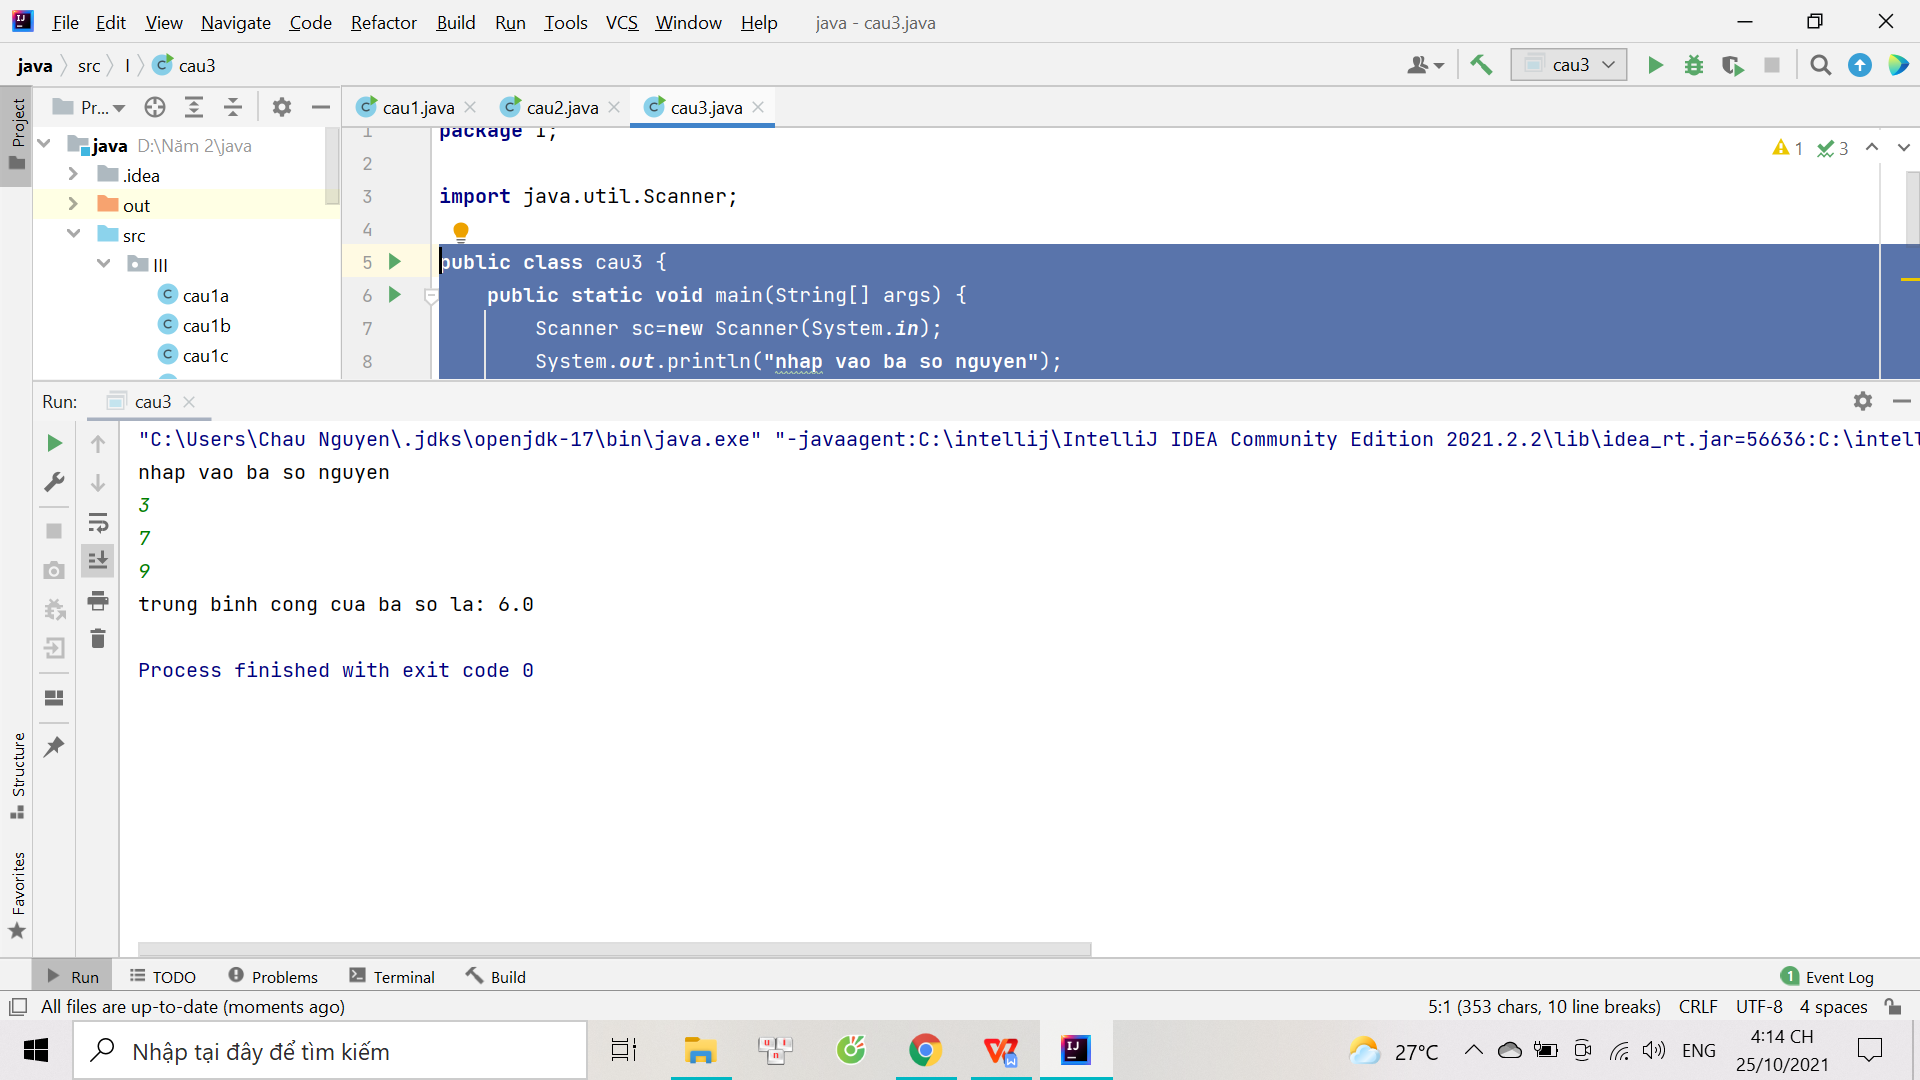 File Edit View Navigate Code Refactor Build Run Tools VCS Window Help java - cau3.java
java src I cau3 cau3
Project
Pr...
cau1.java cau2.java cau3.java
java D:\Năm 2\java
.idea
out
src
III
cau1a
cau1b
cau1c
1 package I;
2
3 import java.util.Scanner;
4
5 public class cau3 {
6 public static void main(String[] args) {
7 Scanner sc=new Scanner(System.in);
8 System.out.println("nhap vao ba so nguyen");
1 3
Run: cau3
"C:\Users\Chau Nguyen\.jdks\openjdk-17\bin\java.exe" "-javaagent:C:\intellij\IntelliJ IDEA Community Edition 2021.2.2\lib\idea_rt.jar=56636:C:\intell
nhap vao ba so nguyen
3
7
9
trung binh cong cua ba so la: 6.0
Process finished with exit code 0
Structure
Favorites
Run TODO Problems Terminal Build 1 Event Log
All files are up-to-date (moments ago) 5:1 (353 chars, 10 line breaks) CRLF UTF-8 4 spaces
Nhập tại đây để tìm kiếm 27°C ENG 4:14 CH
25/10/2021